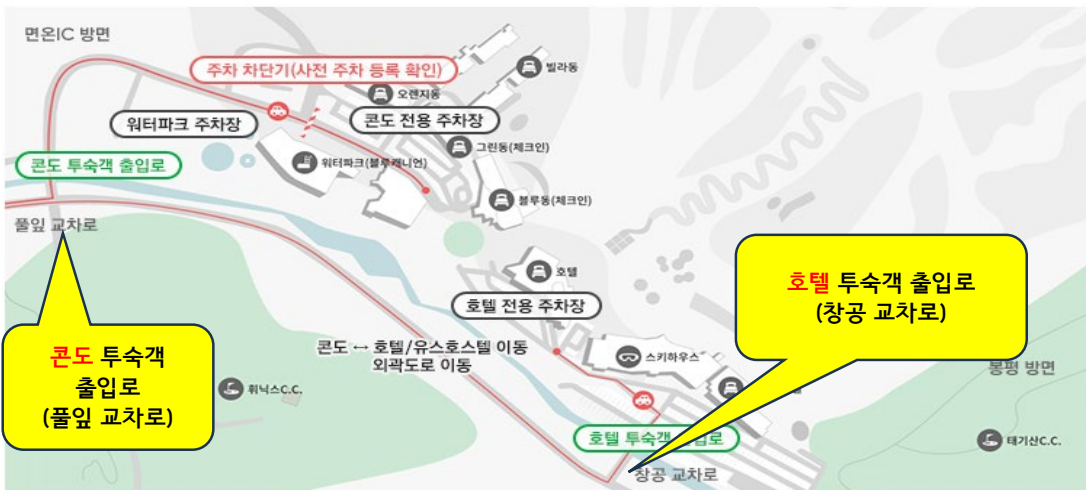 면온IC 방면
주차 차단기(사전 주차 등록 확인)
빌라동
오렌지동
워터파크 주차장
콘도 전용 주차장
그린동(체크인)
워터파크(블루캐니언)
콘도 투숙객 출입로
블루동(체크인)
풀잎 교차로
호텔
호텔 투숙객 출입로
(창공 교차로)
호텔 전용 주차장
콘도 ↔ 호텔/유스호스텔 이동
외곽도로 이동
스키하우스
봉평 방면
콘도 투숙객
출입로
(풀잎 교차로)
휘닉스C.C.
호텔 투숙객
태기산C.C.
창공 교차로